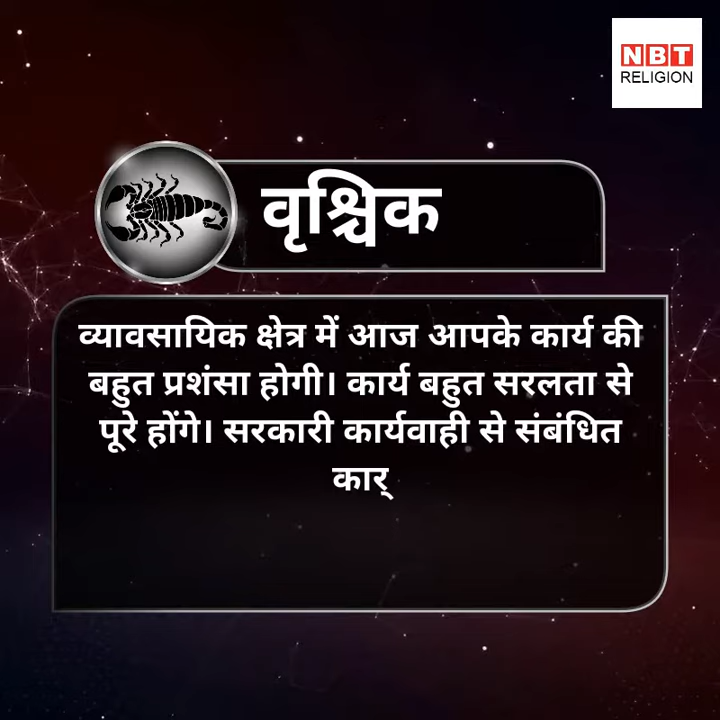 NBT
RELIGION
वृश्चिक
व्यावसायिक क्षेत्र में आज आपके कार्य की
बहुत प्रशंसा होगी। कार्य बहुत सरलता से
पूरे होंगे। सरकारी कार्यवाही से संबंधित
कार्